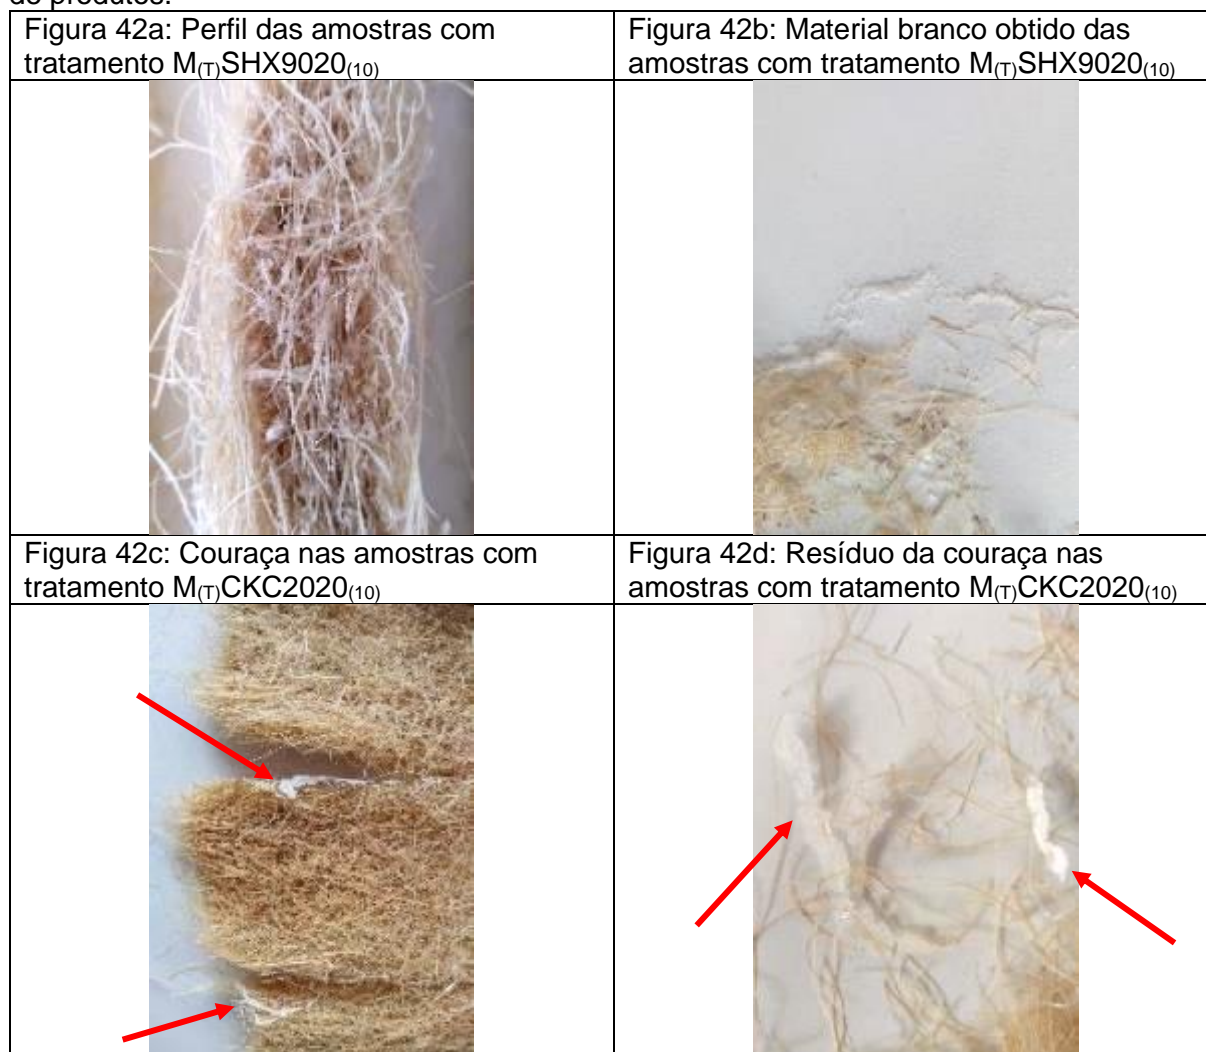 de produtos.
Figura 42a: Perfil das amostras com
tratamento M(T)SHX9020(10)
Figura 42b: Material branco obtido das
amostras com tratamento M(T)SHX9020(10)
Figura 42c: Couraça nas amostras com
tratamento M(T)CKC2020(10)
Figura 42d: Resíduo da couraça nas
amostras com tratamento M(T)CKC2020(10)